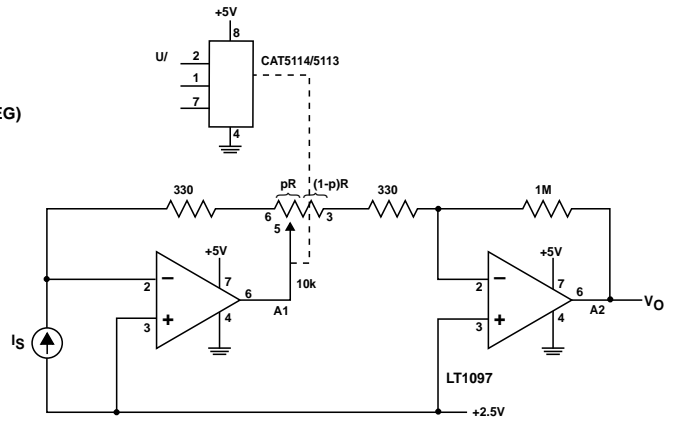 +5V
8
U/
2
CAT5114/5113
1
7
EG)
4
330
pR
(1-p)R
330
1M
6
5
3
+5V
+5V
2
7
10k
2
7
6
A1
6
A2
VO
3
4
3
4
IS
LT1097
+2.5V